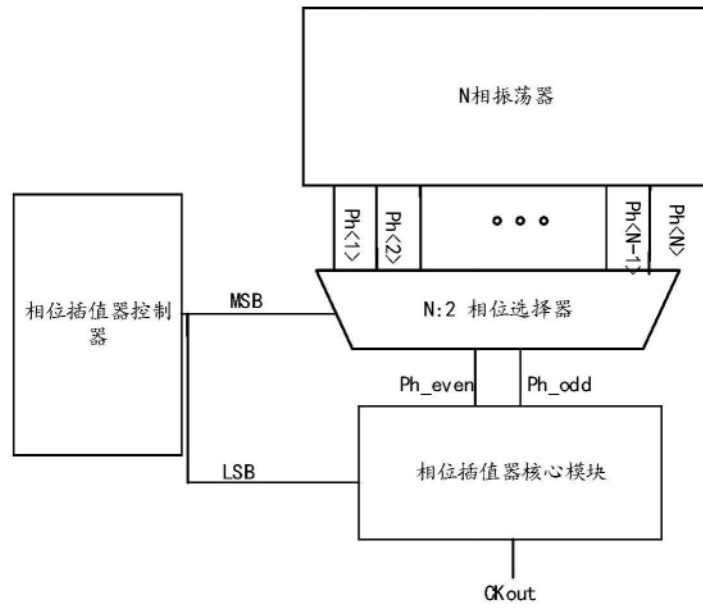 N相振荡器
Ph<1>
Ph<2>
Ph<N-1>
Ph<N>
相位插值器控制
器
MSB
N:2 相位选择器
Ph_even
Ph_odd
LSB
相位插值器核心模块
CKout